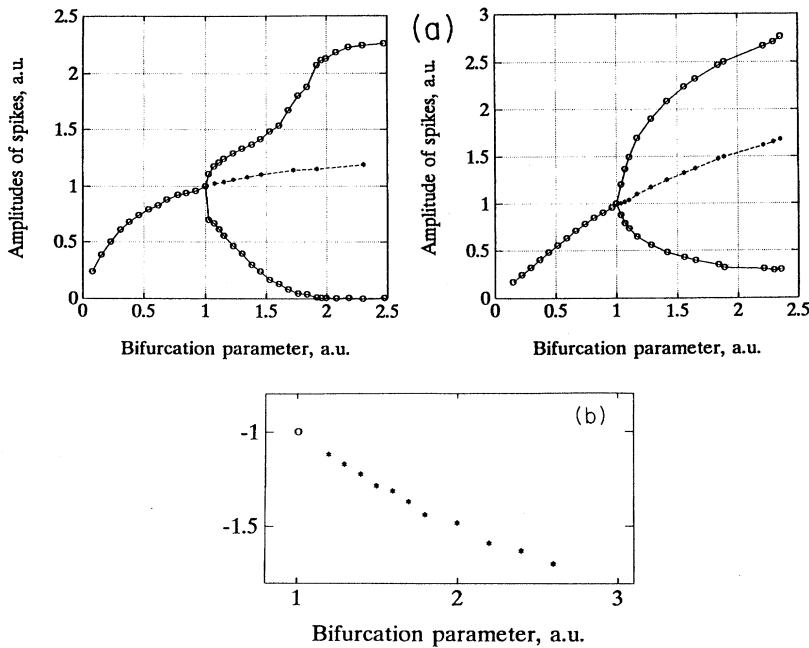 (a)
Amplitudes of spikes, a.u.
2.5
2
1.5
1
0.5
0
0 0.5 1 1.5 2 2.5
Bifurcation parameter, a.u.
Amplitude of spikes, a.u.
3
2.5
2
1.5
1
0.5
0
0 0.5 1 1.5 2 2.5
Bifurcation parameter, a.u.
(b)
-1
-1.5
1 2 3
Bifurcation parameter, a.u.